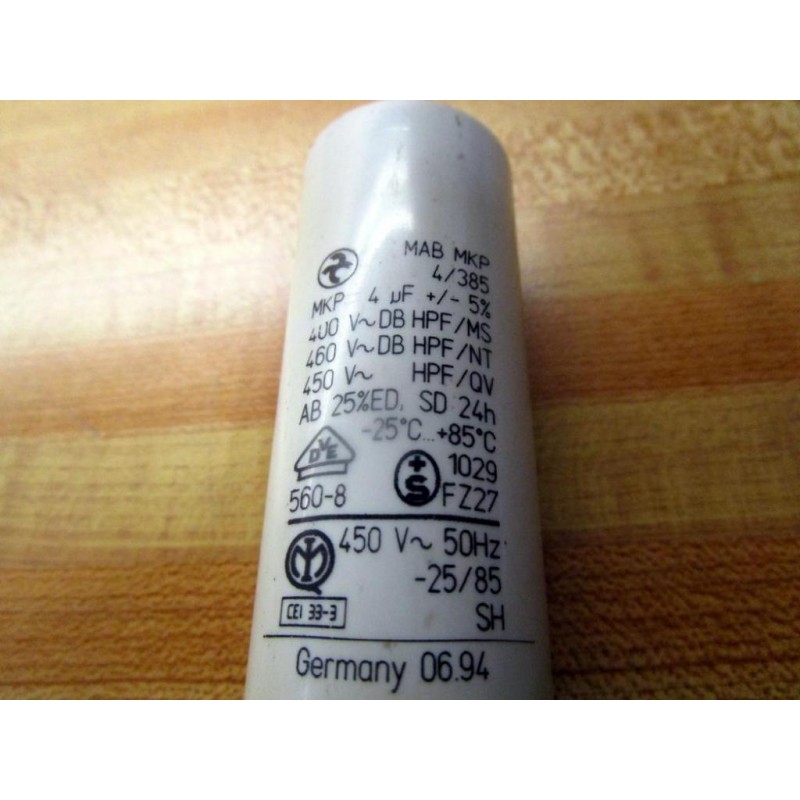 MAB MKP
4/385
MKP 4 µF +/- 5%
400 V~ DB HPF/MS
460 V~ DB HPF/NT
450 V~ HPF/QV
AB 25%ED, SD 24h
-25°C...+85°C
DVE
1029
560-8
+S
FZ27
450 V~ 50Hz
-25/85
CEI 33-3
SH
Germany 06.94